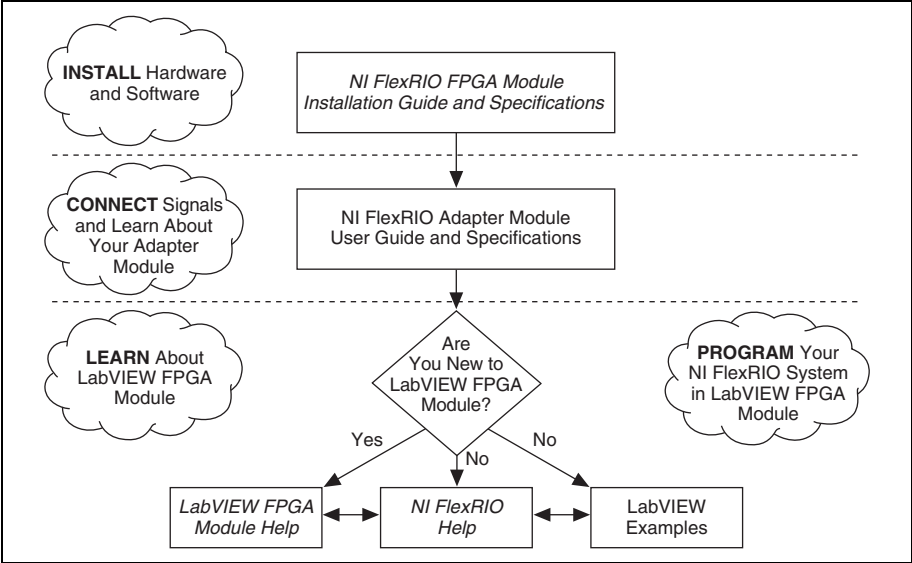 INSTALL Hardware
and Software
NI FlexRIO FPGA Module
Installation Guide and Specifications
CONNECT Signals
and Learn About
Your Adapter
Module
NI FlexRIO Adapter Module
User Guide and Specifications
LEARN About
LabVIEW FPGA
Module
Are
You New to
LabVIEW FPGA
Module?
PROGRAM Your
NI FlexRIO System
in LabVIEW FPGA
Module
Yes
No
No
LabVIEW FPGA
Module Help
NI FlexRIO
Help
LabVIEW
Examples